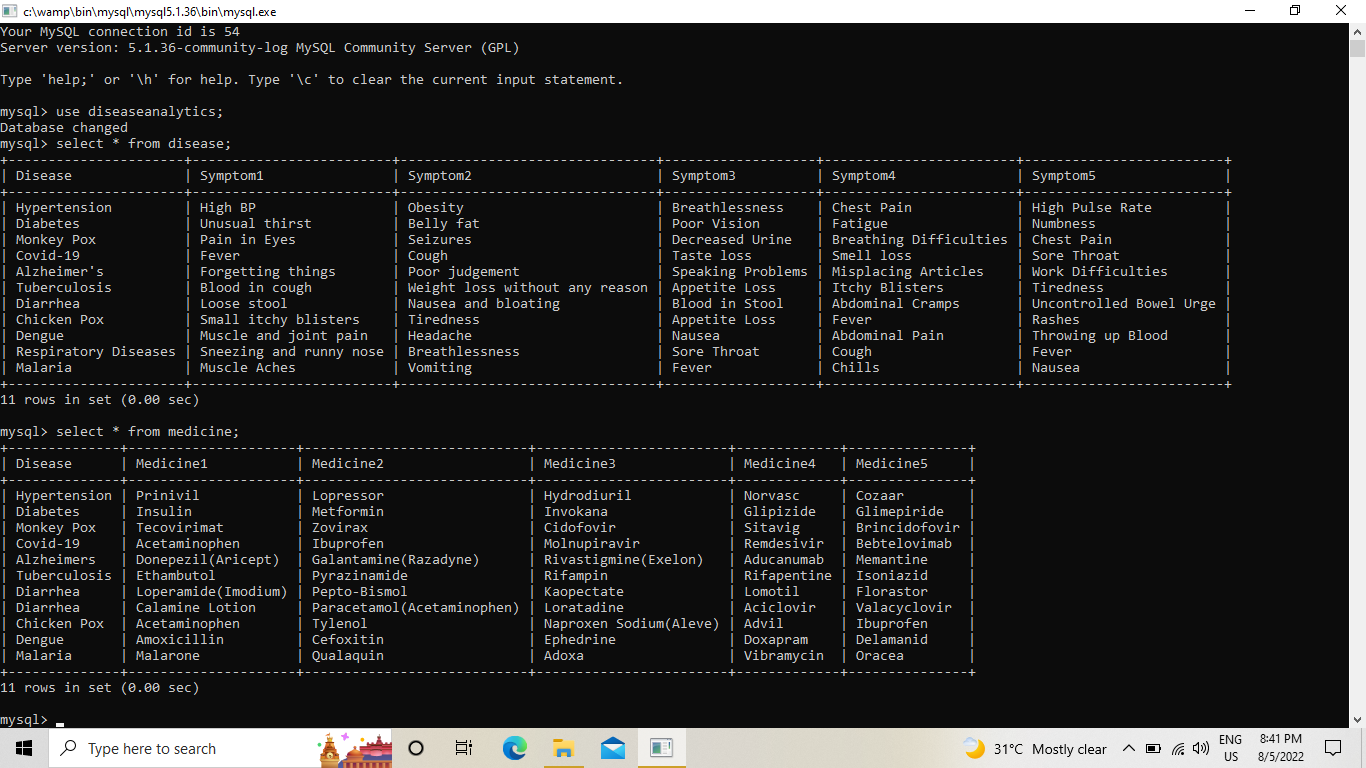 c:\wamp\bin\mysql\mysql5.1.36\bin\mysql.exe
Your MySQL connection id is 54
Server version: 5.1.36-community-log MySQL Community Server (GPL)
Type 'help;' or '\h' for help. Type '\c' to clear the current input statement.
mysql> use diseaseanalytics;
Database changed
mysql> select * from disease;
| Disease | Symptom1 | Symptom2 | Symptom3 | Symptom4 | Symptom5 |
| Hypertension | High BP | Obesity | Breathlessness | Chest Pain | High Pulse Rate |
| Diabetes | Unusual thirst | Belly fat | Poor Vision | Fatigue | Numbness |
| Monkey Pox | Pain in Eyes | Seizures | Decreased Urine | Breathing Difficulties | Chest Pain |
| Covid-19 | Fever | Cough | Taste loss | Smell loss | Sore Throat |
| Alzheimer's | Forgetting things | Poor judgement | Speaking Problems | Misplacing Articles | Work Difficulties |
| Tuberculosis | Blood in cough | Weight loss without any reason | Appetite Loss | Itchy Blisters | Tiredness |
| Diarrhea | Loose stool | Nausea and bloating | Blood in Stool | Abdominal Cramps | Uncontrolled Bowel Urge |
| Chicken Pox | Small itchy blisters | Tiredness | Appetite Loss | Fever | Rashes |
| Dengue | Muscle and joint pain | Headache | Nausea | Abdominal Pain | Throwing up Blood |
| Respiratory Diseases | Sneezing and runny nose | Breathlessness | Sore Throat | Cough | Fever |
| Malaria | Muscle Aches | Vomiting | Fever | Chills | Nausea |
11 rows in set (0.00 sec)
mysql> select * from medicine;
| Disease | Medicine1 | Medicine2 | Medicine3 | Medicine4 | Medicine5 |
| Hypertension | Prinivil | Lopressor | Hydrodiuril | Norvasc | Cozaar |
| Diabetes | Insulin | Metformin | Invokana | Glipizide | Glimepiride |
| Monkey Pox | Tecovirimat | Zovirax | Cidofovir | Sitavig | Brincidofovir |
| Covid-19 | Acetaminophen | Ibuprofen | Molnupiravir | Remdesivir | Bebtelovimab |
| Alzheimers | Donepezil(Aricept) | Galantamine(Razadyne) | Rivastigmine(Exelon) | Aducanumab | Memantine |
| Tuberculosis | Ethambutol | Pyrazinamide | Rifampin | Rifapentine | Isoniazid |
| Diarrhea | Loperamide(Imodium) | Pepto-Bismol | Kaopectate | Lomotil | Florastor |
| Diarrhea | Calamine Lotion | Paracetamol(Acetaminophen) | Loratadine | Aciclovir | Valacyclovir |
| Chicken Pox | Acetaminophen | Tylenol | Naproxen Sodium(Aleve) | Advil | Ibuprofen |
| Dengue | Amoxicillin | Cefoxitin | Ephedrine | Doxapram | Delamanid |
| Malaria | Malarone | Qualaquin | Adoxa | Vibramycin | Oracea |
11 rows in set (0.00 sec)
mysql>
Type here to search
31°C Mostly clear
ENG
US
8:41 PM
8/5/2022